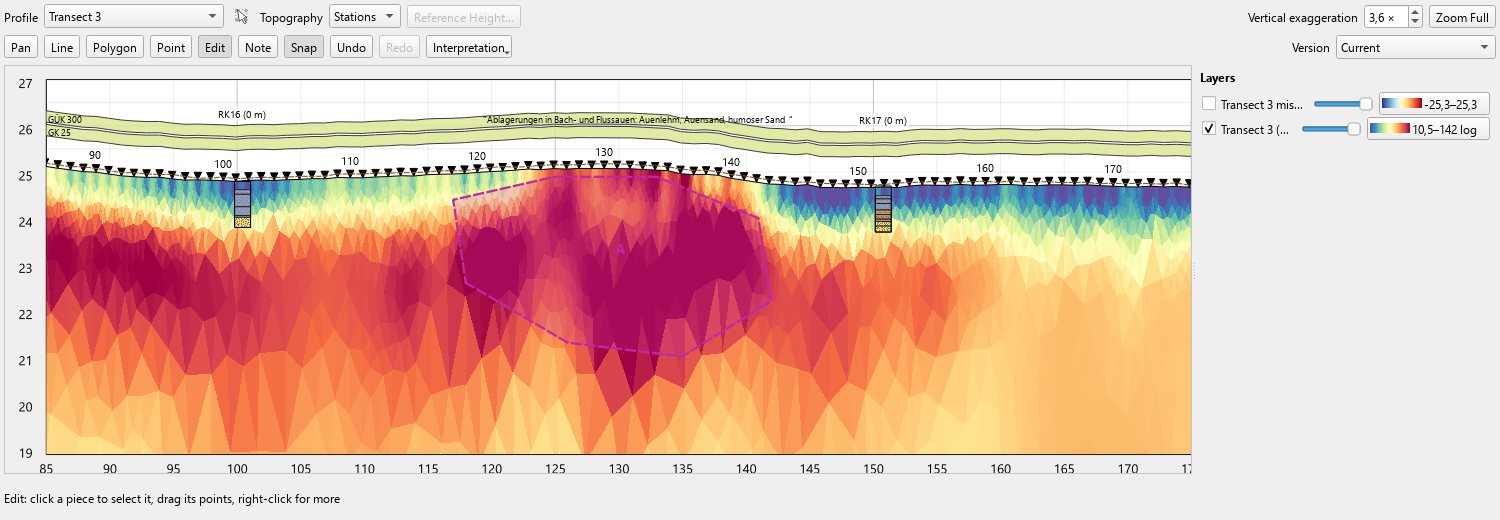 Profile Transect 3 Topography Stations Reference Height... Vertical exaggeration 3,6 × Zoom Full
Pan Line Polygon Point Edit Note Snap Undo Redo Interpretation Version Current
Layers
Transect 3 mis... -25,3–25,3
Transect 3 (... 10,5–142 log
27
RK16 (0 m) "Ablagerungen in Bach- und Flussauen: Auenlehm, Auensand, humoser Sand " RK17 (0 m)
GÜK 300
26
GK 25
90 100 110 120 130 140 150 160 170
25
24
A
23
22
21
20
19
85 90 95 100 105 110 115 120 125 130 135 140 145 150 155 160 165 170
Edit: click a piece to select it, drag its points, right-click for more